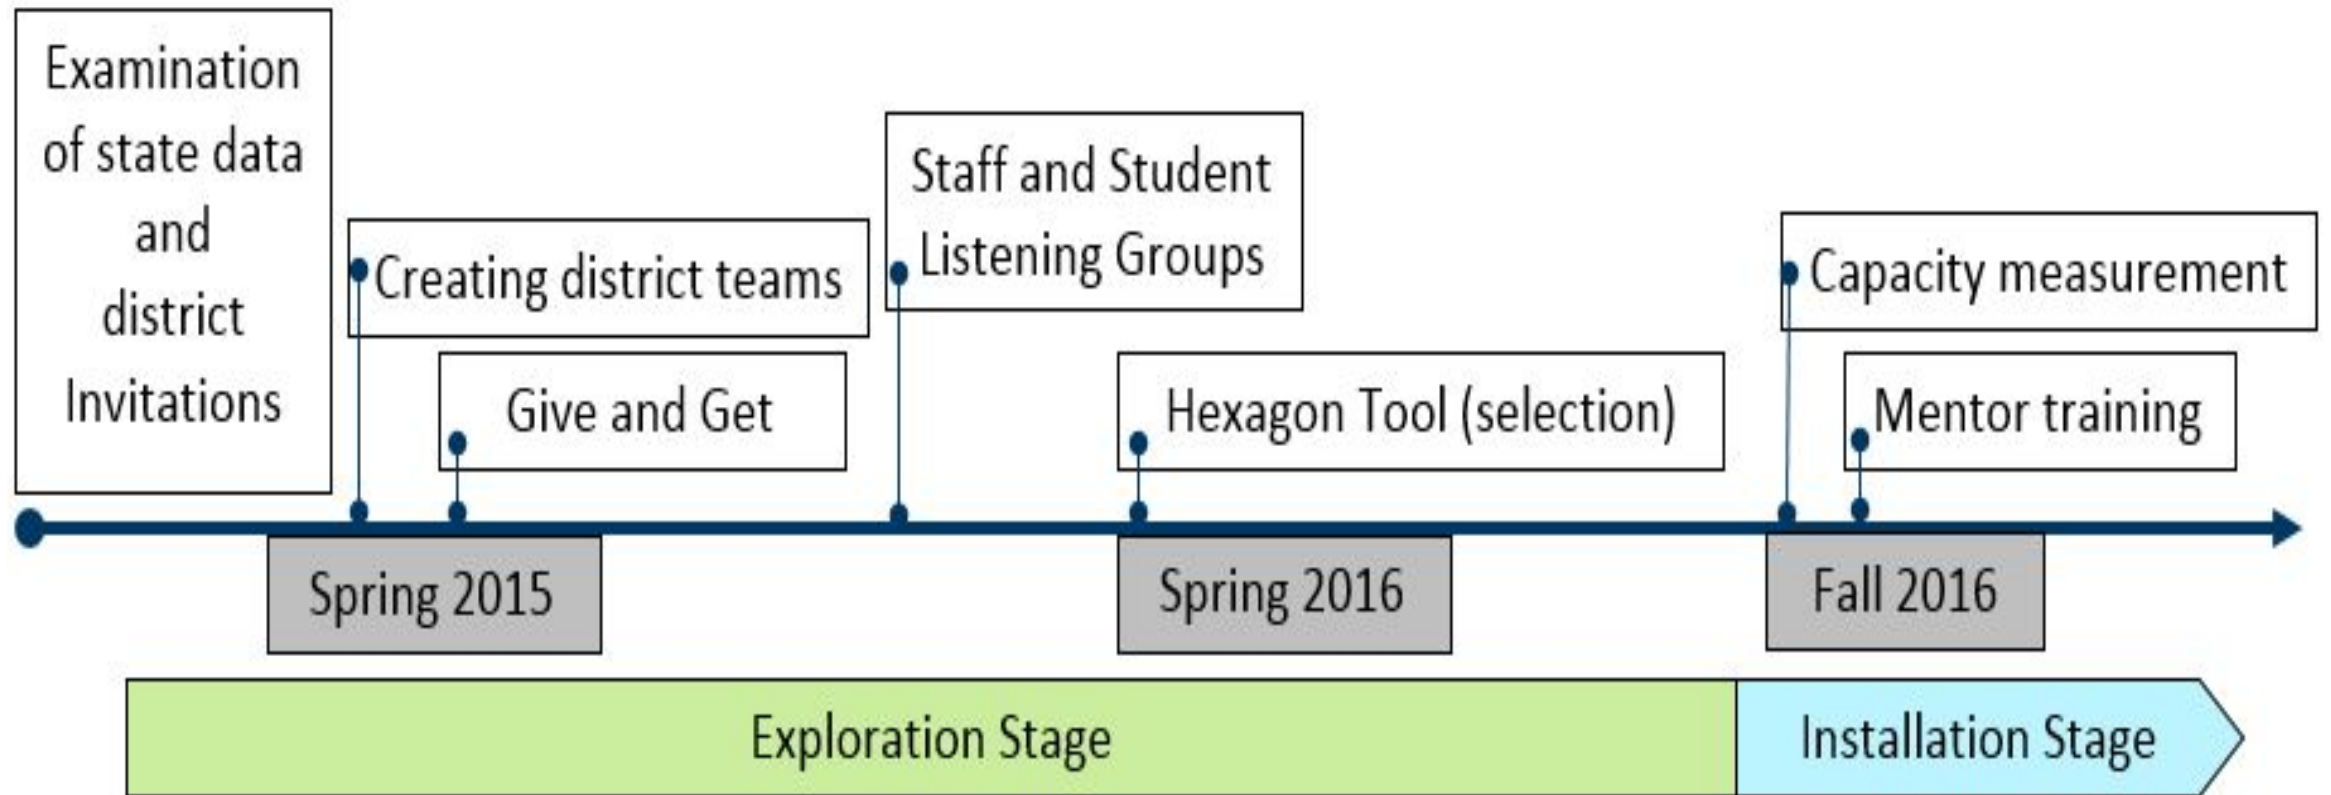 Examination
of state data
and
district
Invitations
Creating district teams
Give and Get
Staff and Student
Listening Groups
Hexagon Tool (selection)
Capacity measurement
Mentor training
Spring 2015
Spring 2016
Fall 2016
Exploration Stage
Installation Stage